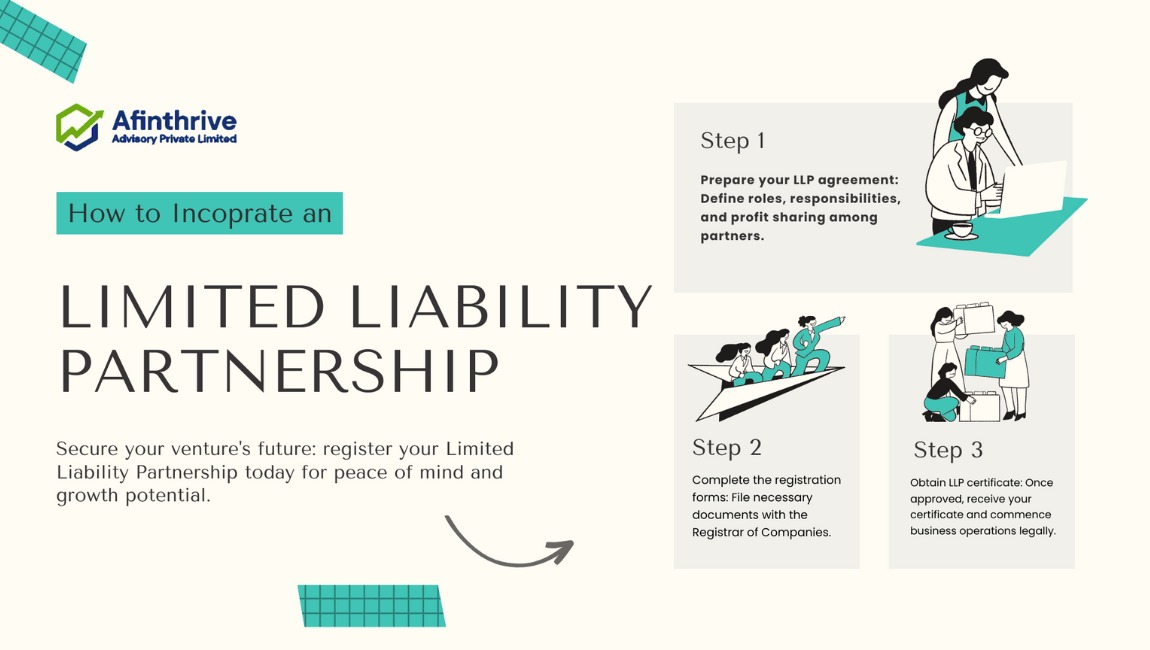 Afinthrive
Advisory Private Limited
How to Incoprate an
LIMITED LIABILITY
PARTNERSHIP
Secure your venture's future: register your Limited
Liability Partnership today for peace of mind and
growth potential.
Step 1
Prepare your LLP agreement:
Define roles, responsibilities,
and profit sharing among
partners.
Step 2
Complete the registration
forms: File necessary
documents with the
Registrar of Companies.
Step 3
Obtain LLP certificate: Once
approved, receive your
certificate and commence
business operations legally.